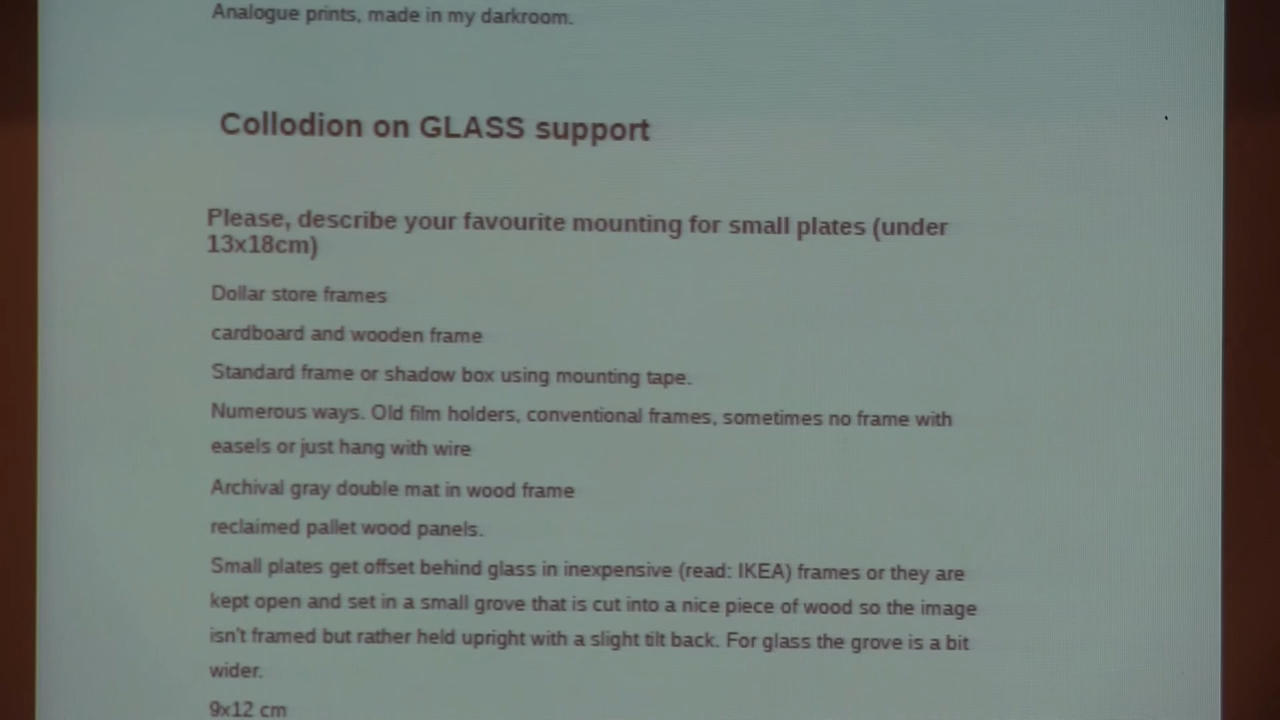 Analogue prints, made in my darkroom.
Collodion on GLASS support
Please, describe your favourite mounting for small plates (under
13x18cm)
Dollar store frames
cardboard and wooden frame
Standard frame or shadow box using mounting tape.
Numerous ways. Old film holders, conventional frames, sometimes no frame with
easels or just hang with wire
Archival gray double mat in wood frame
reclaimed pallet wood panels.
Small plates get offset behind glass in inexpensive (read: IKEA) frames or they are
kept open and set in a small grove that is cut into a nice piece of wood so the image
isn't framed but rather held upright with a slight tilt back. For glass the grove is a bit
wider.
9x12 cm